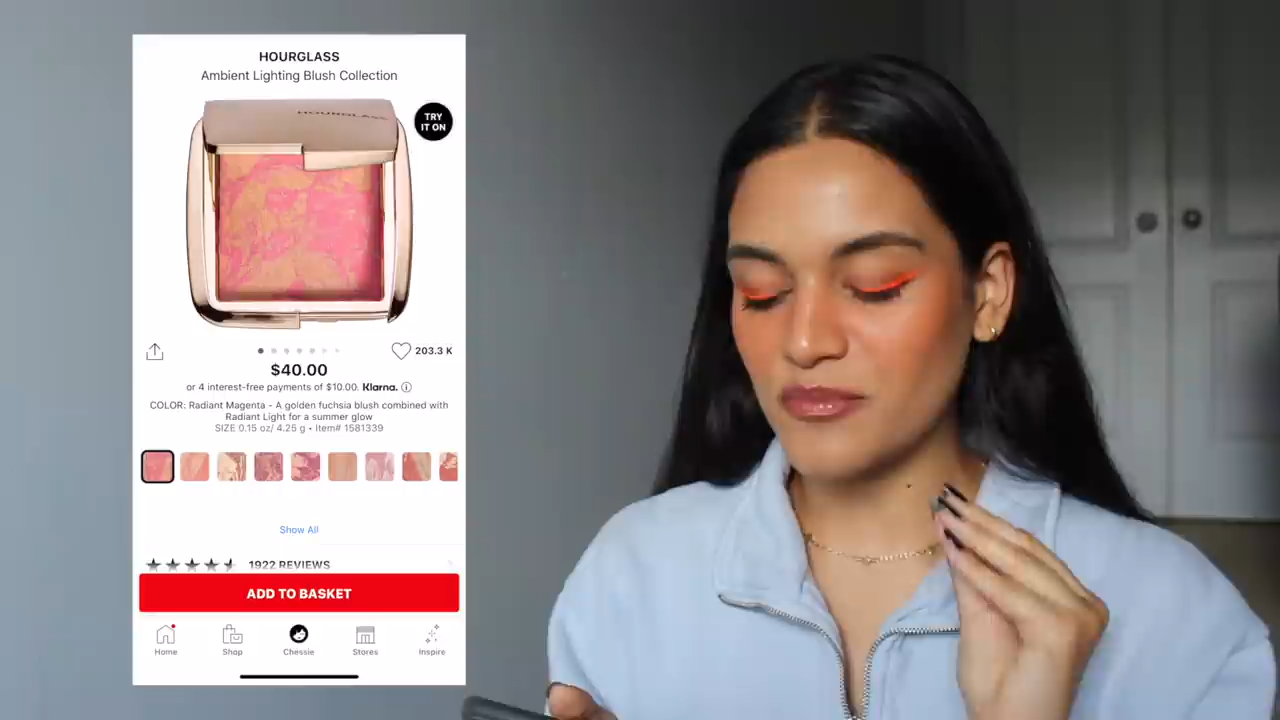 HOURGLASS
Ambient Lighting Blush Collection
HOURGLASS
TRY
IT ON
203.3 K
$40.00
or 4 interest-free payments of $10.00. Klarna. ⓘ
COLOR: Radiant Magenta - A golden fuchsia blush combined with
Radiant Light for a summer glow
SIZE 0.15 oz/ 4.25 g • Item# 1581339
Show All
1922 REVIEWS
ADD TO BASKET
Home
Shop
Chessie
Stores
Inspire